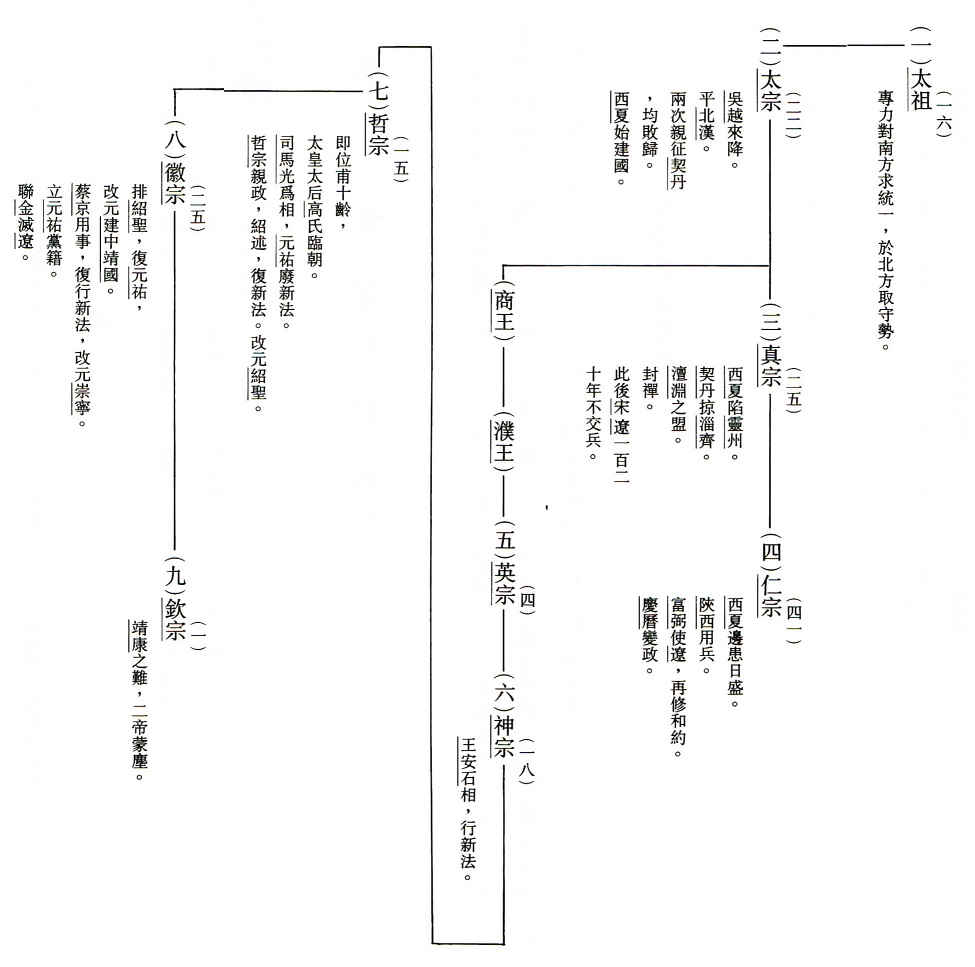 （一）太祖（一六）
專力對南方求統一，於北方取守勢。
（二）太宗（二二）
吳越來降。
平北漢。
兩次親征契丹
，均敗歸。
西夏始建國。
（三）真宗（二五）
西夏陷靈州。
契丹掠淄齊。
澶淵之盟。
封禪。
此後宋遼一百二
十年不交兵。
（四）仁宗（四一）
西夏邊患日盛。
陝西用兵。
富弼使遼，再修和約。
慶曆變政。
（商王）
（濮王）
（五）英宗（四）
（六）神宗（一八）
王安石相，行新法。
（七）哲宗（一五）
即位甫十齡，
太皇太后高氏臨朝。
司馬光爲相，元祐廢新法。
哲宗親政，紹述，復新法。改元紹聖。
（八）徽宗（二五）
排紹聖，復元祐，
改元建中靖國。
蔡京用事，復行新法，改元崇寧。
立元祐黨籍。
聯金滅遼。
（九）欽宗（一）
靖康之難，二帝蒙塵。